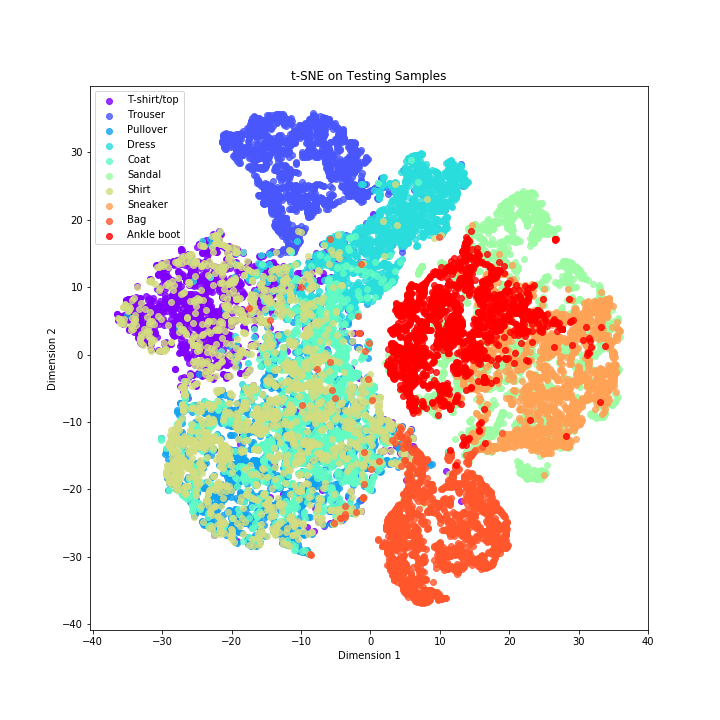 t-SNE on Testing Samples
T-shirt/top
Trouser
Pullover
Dress
Coat
Sandal
Shirt
Sneaker
Bag
Ankle boot
30
20
10
0
−10
−20
−30
−40
Dimension 2
−40 −30 −20 −10 0 10 20 30 40
Dimension 1